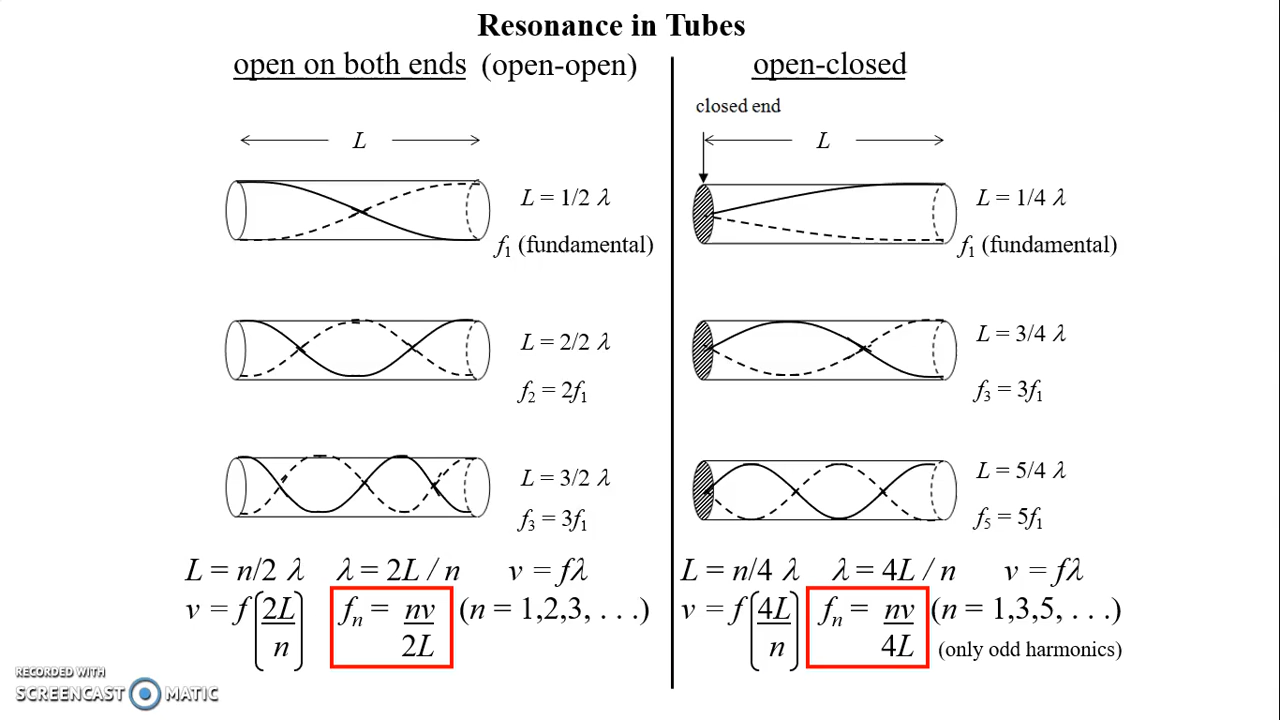 Resonance in Tubes
open on both ends (open-open)
L
L = 1/2 λ
f₁ (fundamental)
L = 2/2 λ
f₂ = 2f₁
L = 3/2 λ
f₃ = 3f₁
L = n/2 λ λ = 2L / n v = fλ
v = f(2L/n) fₙ = nv/2L (n = 1,2,3, . . .)
open-closed
closed end
L
L = 1/4 λ
f₁ (fundamental)
L = 3/4 λ
f₃ = 3f₁
L = 5/4 λ
f₅ = 5f₁
L = n/4 λ λ = 4L / n v = fλ
v = f(4L/n) fₙ = nv/4L (n = 1,3,5, . . .)
(only odd harmonics)
RECORDED WITH
SCREENCAST MATIC